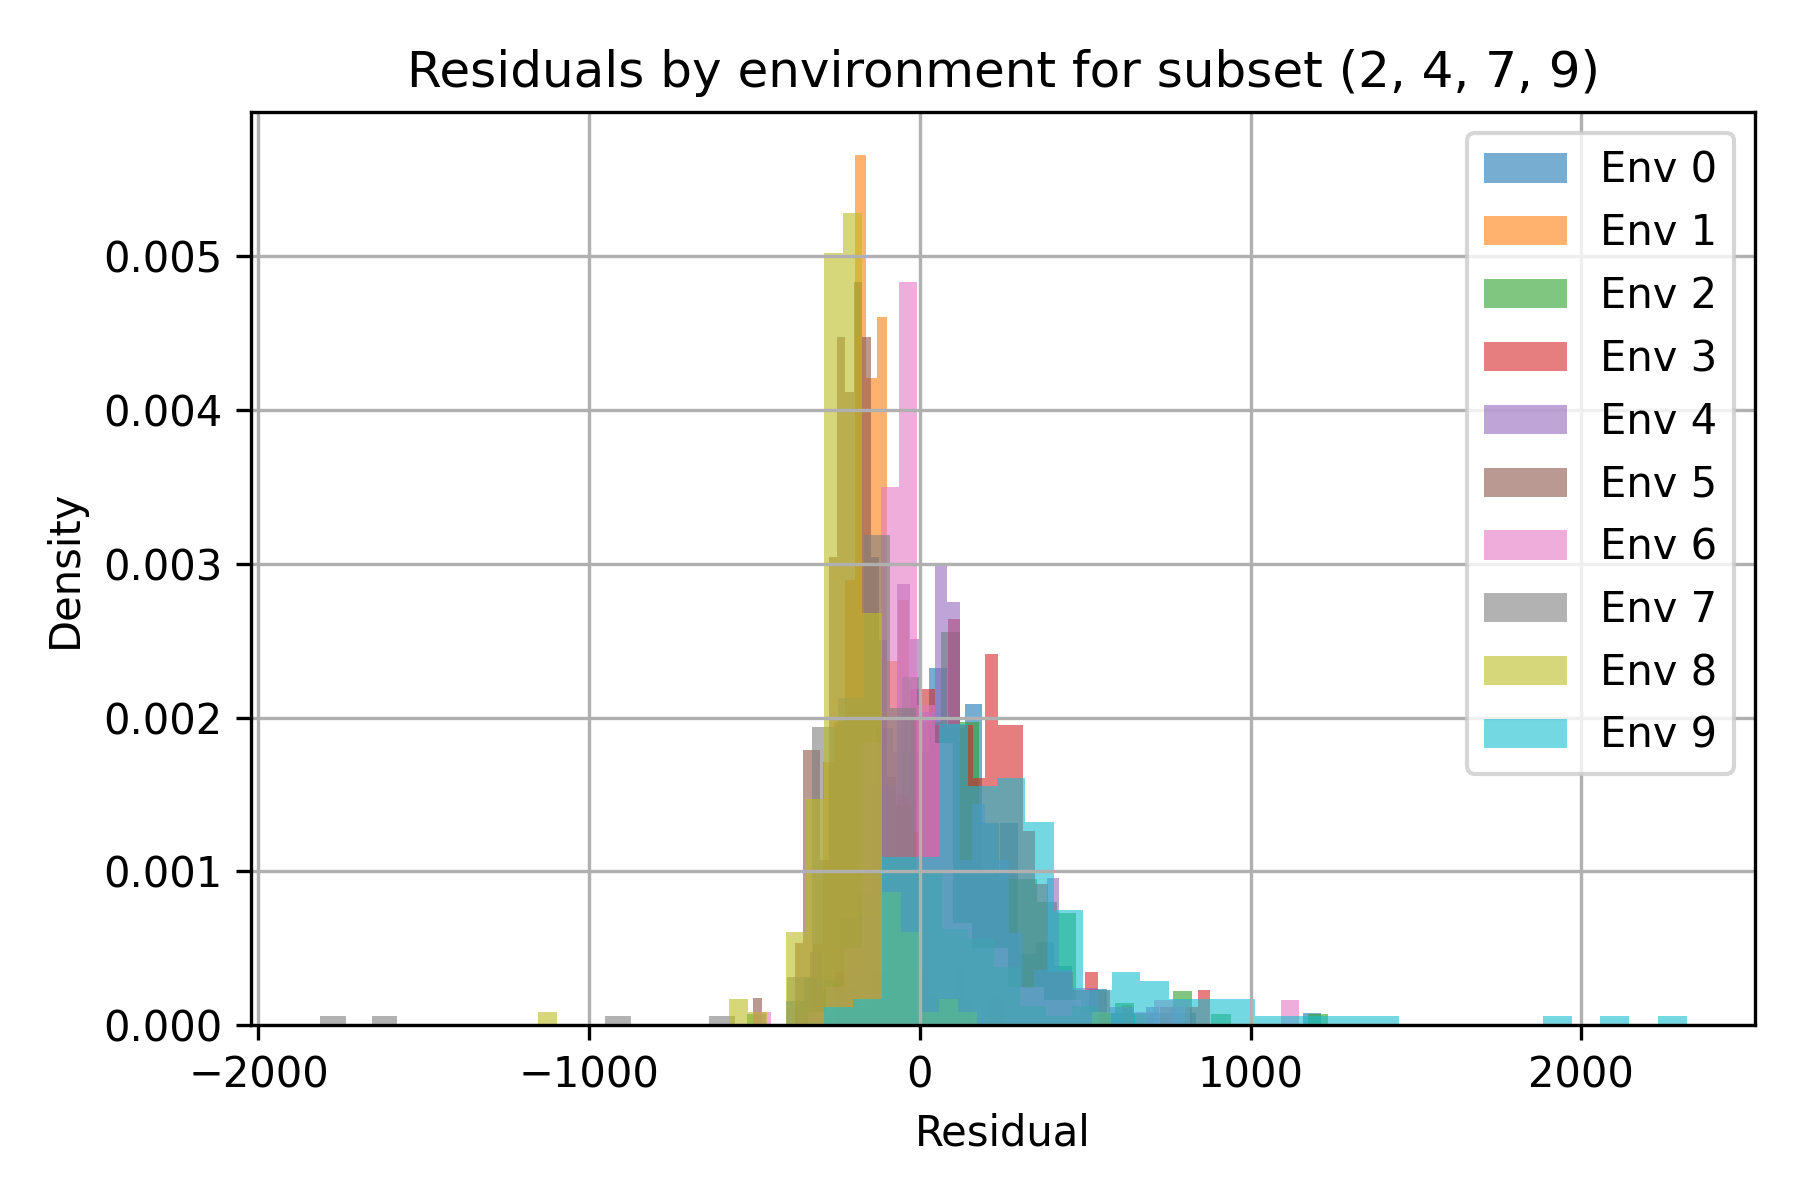 Residuals by environment for subset (2, 4, 7, 9)
Env 0
Env 1
Env 2
Env 3
Env 4
Env 5
Env 6
Env 7
Env 8
Env 9
Density
0.005
0.004
0.003
0.002
0.001
0.000
−2000 −1000 0 1000 2000
Residual